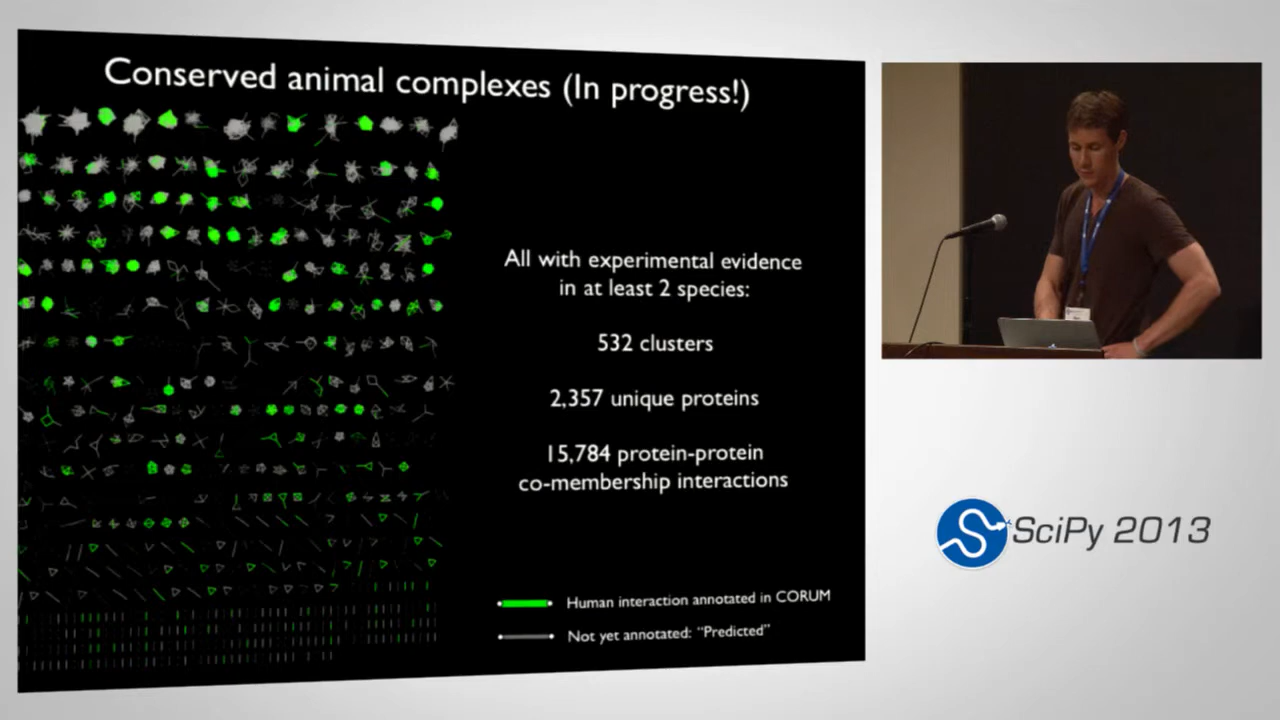 Conserved animal complexes (In progress!)
All with experimental evidence
in at least 2 species:
532 clusters
2,357 unique proteins
15,784 protein-protein
co-membership interactions
Human interaction annotated in CORUM
Not yet annotated: “Predicted”
SciPy 2013